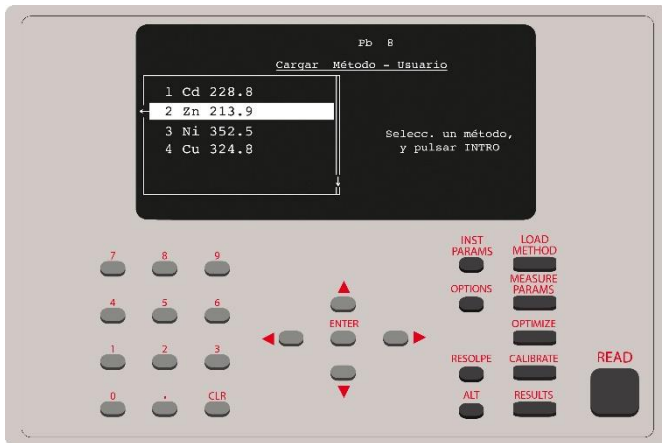 Pb 8
Cargar Método - Usuario
1 Cd 228.8
2 Zn 213.9
3 Ni 352.5
4 Cu 324.8
Selecc. un método,
y pulsar INTRO
7 8 9
4 5 6
1 2 3
0 . CLR
ENTER
INST
PARAMS
LOAD
METHOD
OPTIONS
MEASURE
PARAMS
OPTIMIZE
RESOLPE
CALIBRATE
ALT
RESULTS
READ